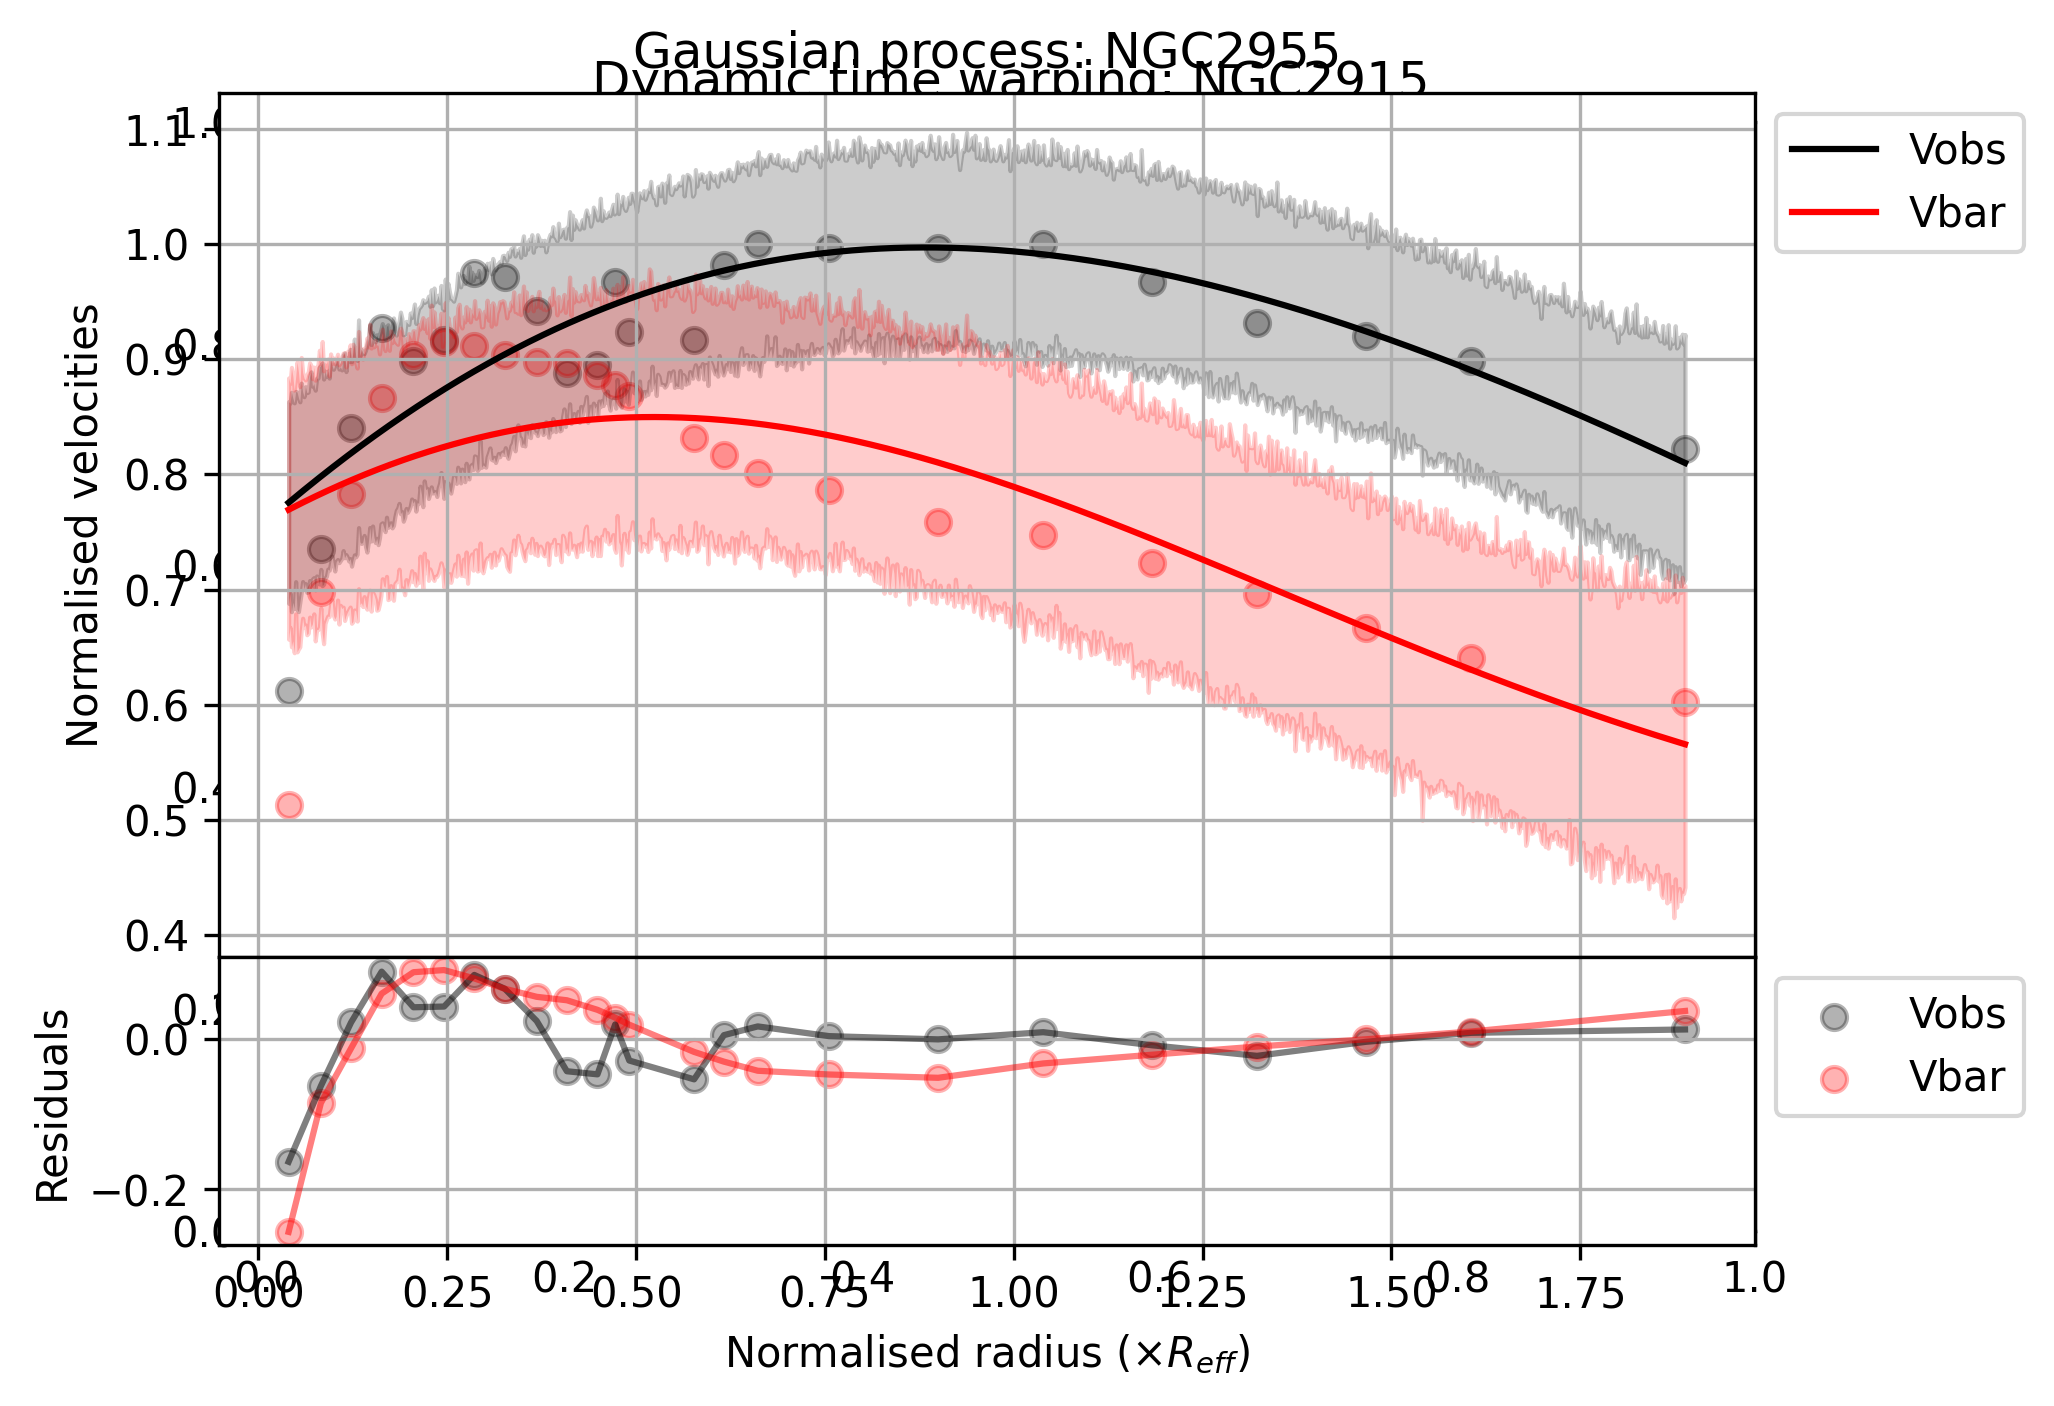 Gaussian process: NGC2955
Dynamic time warping: NGC2915
1.1
1.0
0.9
0.8
0.7
0.6
0.5
0.4
Normalised velocities
Vobs
Vbar
0.0
−0.2
Residuals
Vobs
Vbar
0.0 0.2 0.4 0.6 0.8 1.0
0.00 0.25 0.50 0.75 1.00 1.25 1.50 1.75
Normalised radius (×R_eff)